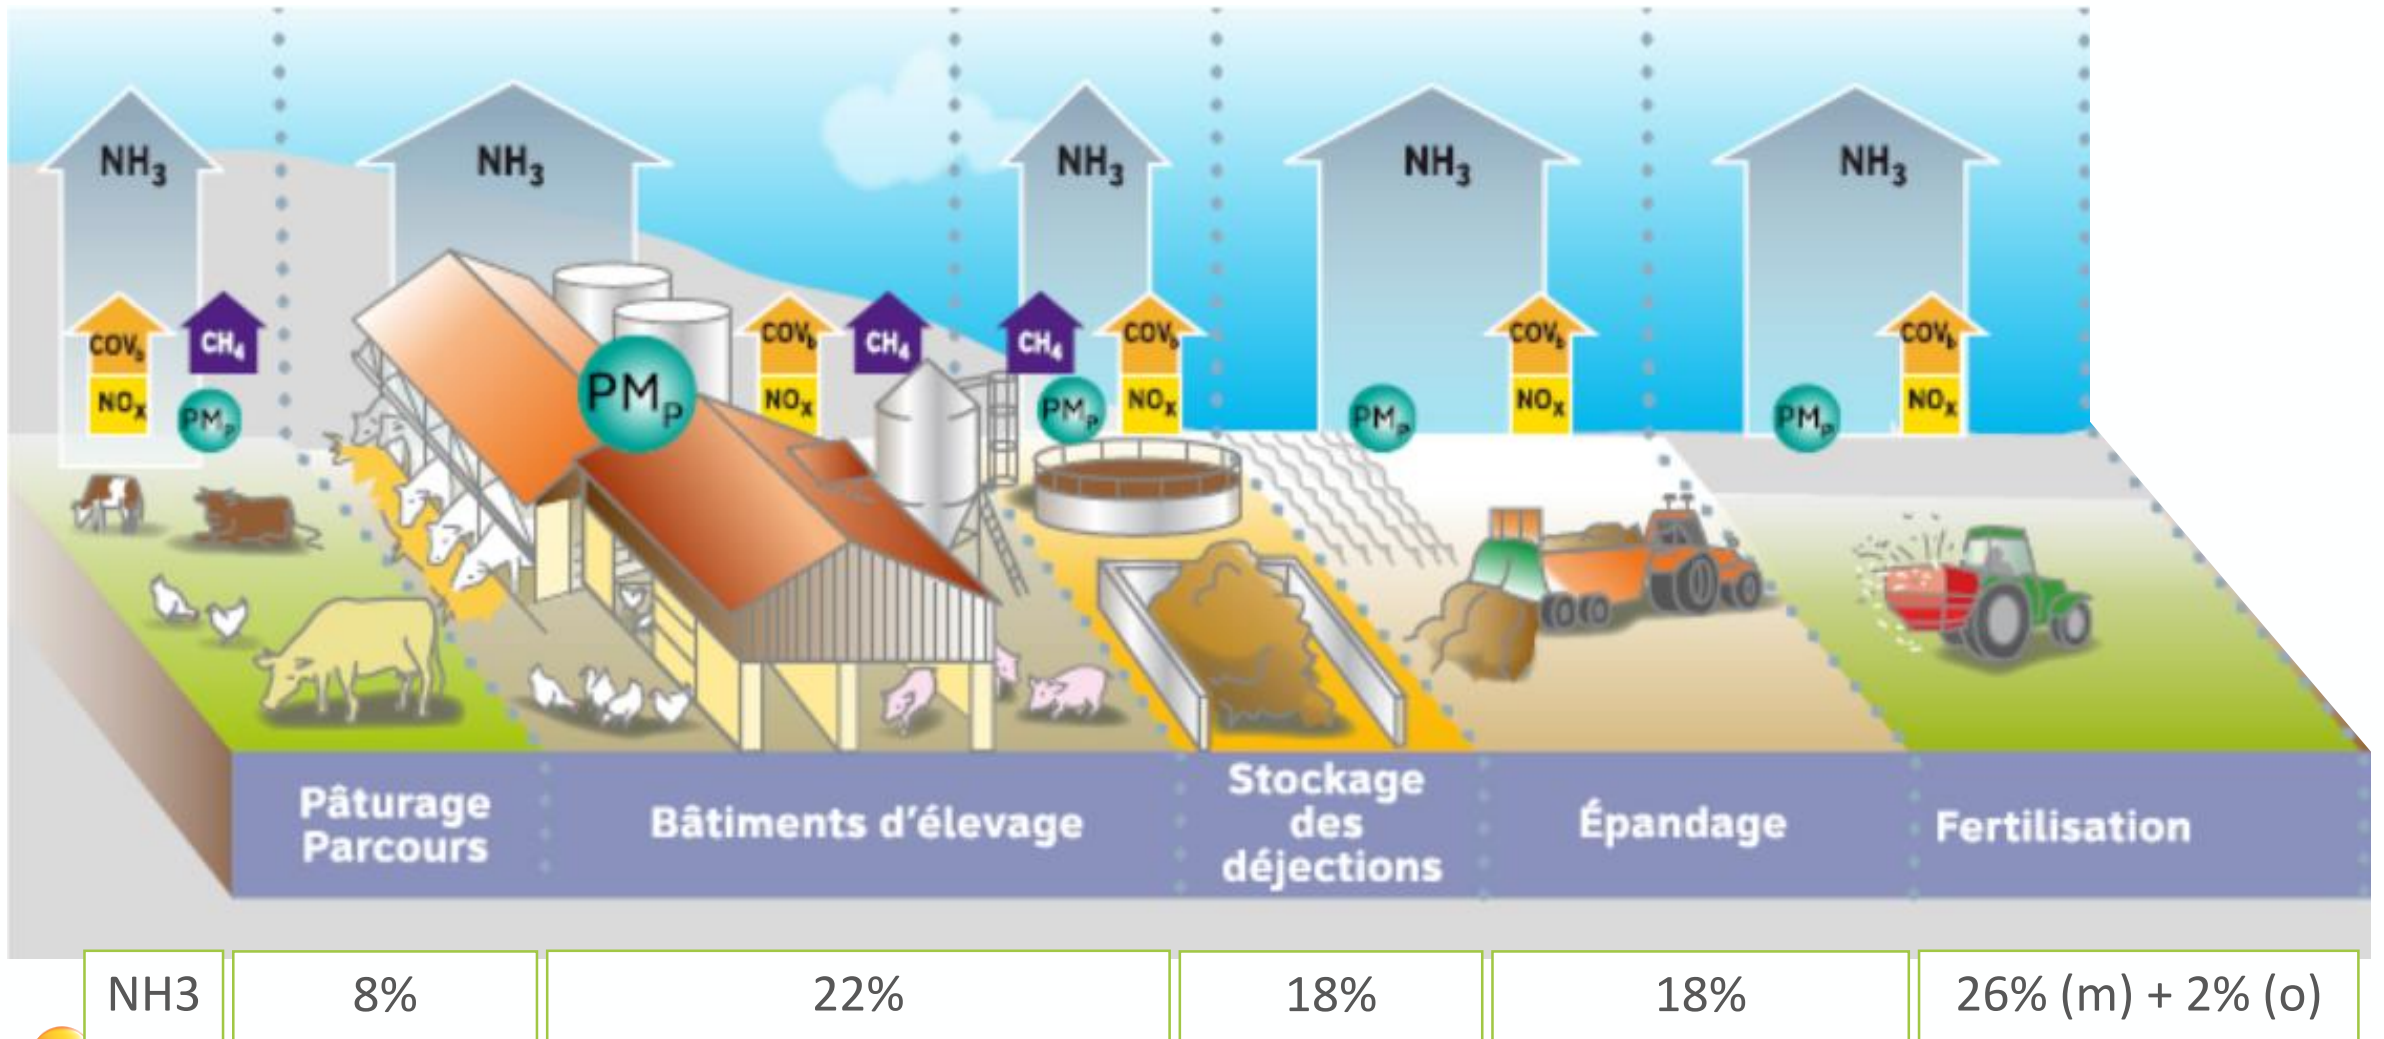 NH₃
NH₃
NH₃
NH₃
NH₃
COVb
CH₄
COVb
CH₄
CH₄
COVb
COVb
COVb
NOX
PMp
PMp
NOX
PMp
NOX
PMp
NOX
PMp
NOX
Pâturage
Parcours
Bâtiments d'élevage
Stockage
des
déjections
Épandage
Fertilisation
NH3
8%
22%
18%
18%
26% (m) + 2% (o)